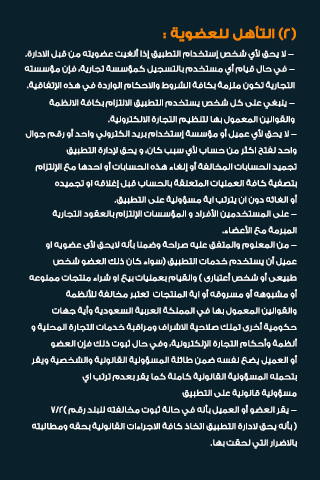 (٢) التأهل للعضوية :
- لا يحق لأي شخص إستخدام التطبيق إذا ألغيت عضويته من قبل الادارة.
- في حال قيام أي مستخدم بالتسجيل كمؤسسة تجارية، فإن مؤسسته
التجارية تكون ملزمة بكافة الشروط والاحكام الواردة في هذه الإتفاقية.
- ينبغي على كل شخص يستخدم التطبيق الالتزام بكافة الانظمة
والقوانين المعمول بها لتنظيم التجارة الالكترونية.
- لا يحق لأي عميل أو مؤسسة إستخدام بريد الكتروني واحد أو رقم جوال
واحد لفتح اكثر من حساب لأي سبب كان، و يحق لإدارة التطبيق
تجميد الحسابات المخالفة أو إلغاء هذه الحسابات أو احدها مع الإلتزام
بتصفية كافة العمليات المتعلقة بالحساب قبل إغلاقه او تجميده
أو الغائه دون ان يترتب اية مسؤولية على التطبيق.
- على المستخدمين الأفراد و المؤسسات الإلتزام بالعقود التجارية
المبرمة مع الأعضاء.
- من المعلوم والمتفق عليه صراحة وضمنا بأنه لايحق لأى عضويه او
عميل أن يستخدم خدمات التطبيق (سواء كان ذلك العضو شخص
طبيعى أو شخص أعتبارى ) والقيام بعمليات بيع او شراء منتجات ممنوعه
أو مشبوهه أو مسروقه أو اية المنتجات تعتبر مخالفة للأنظمة
والقوانين المعمول بها في المملكة العربية السعودية وأية جهات
حكومية أخرى تملك صلاحية الاشراف ومراقبة خدمات التجارة المحلية و
أنظمة وأحكام التجارة الإلكترونية، وفي حال ثبوت ذلك فإن العضو
أو العميل يضع نفسه ضمن طائلة المسؤولية القانونية والشخصية ويقر
بتحمله المسؤولية القانونية كاملة كما يقر بعدم ترتب اي
مسؤولية قانونية على التطبيق
- يقر العضو أو العميل بأنه في حالة ثبوت مخالفته للبند رقم )٧/٢
( بأنه يحق لإدارة التطبيق اتخاذ كافة الاجراءات القانونية بحقه ومطالبته
بالاضرار التي لحقت بها.